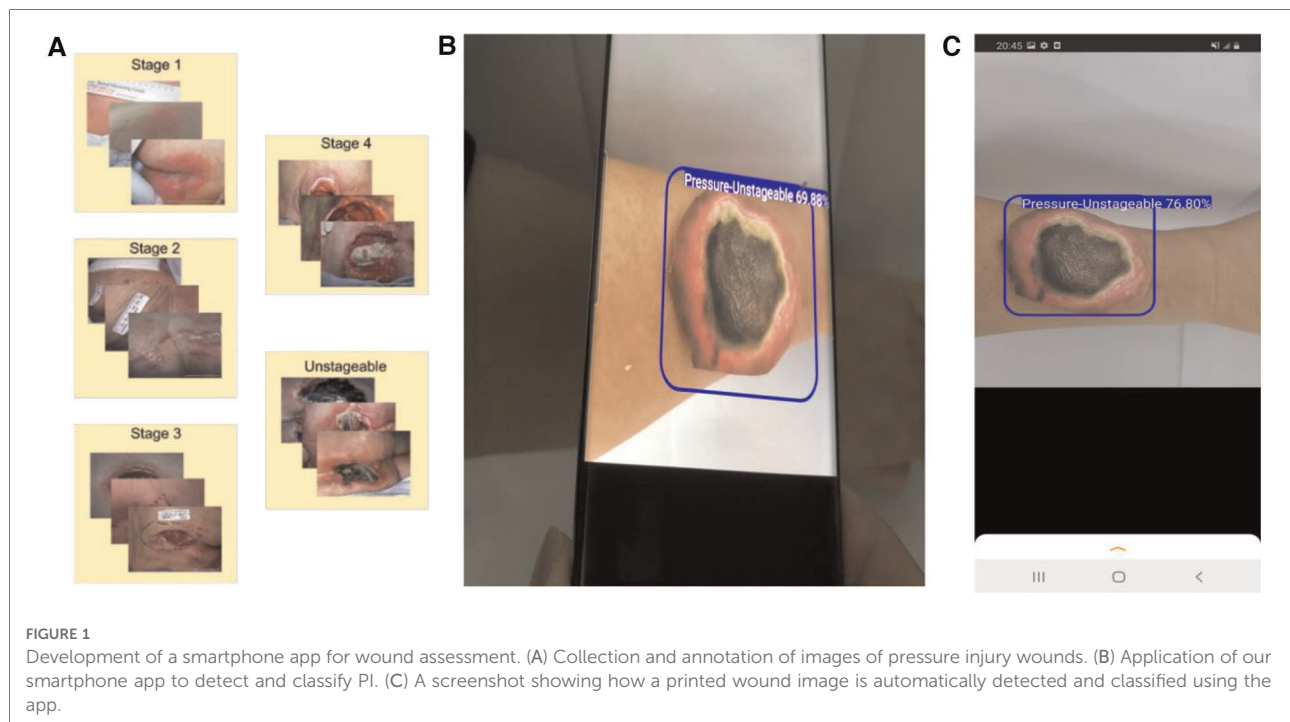 A
Stage 1
Stage 2
Stage 3
Stage 4
Unstageable
B
Pressure-Unstageable 69.88%
C
20:45
Pressure-Unstageable 76.80%
FIGURE 1
Development of a smartphone app for wound assessment. (A) Collection and annotation of images of pressure injury wounds. (B) Application of our
smartphone app to detect and classify PI. (C) A screenshot showing how a printed wound image is automatically detected and classified using the
app.